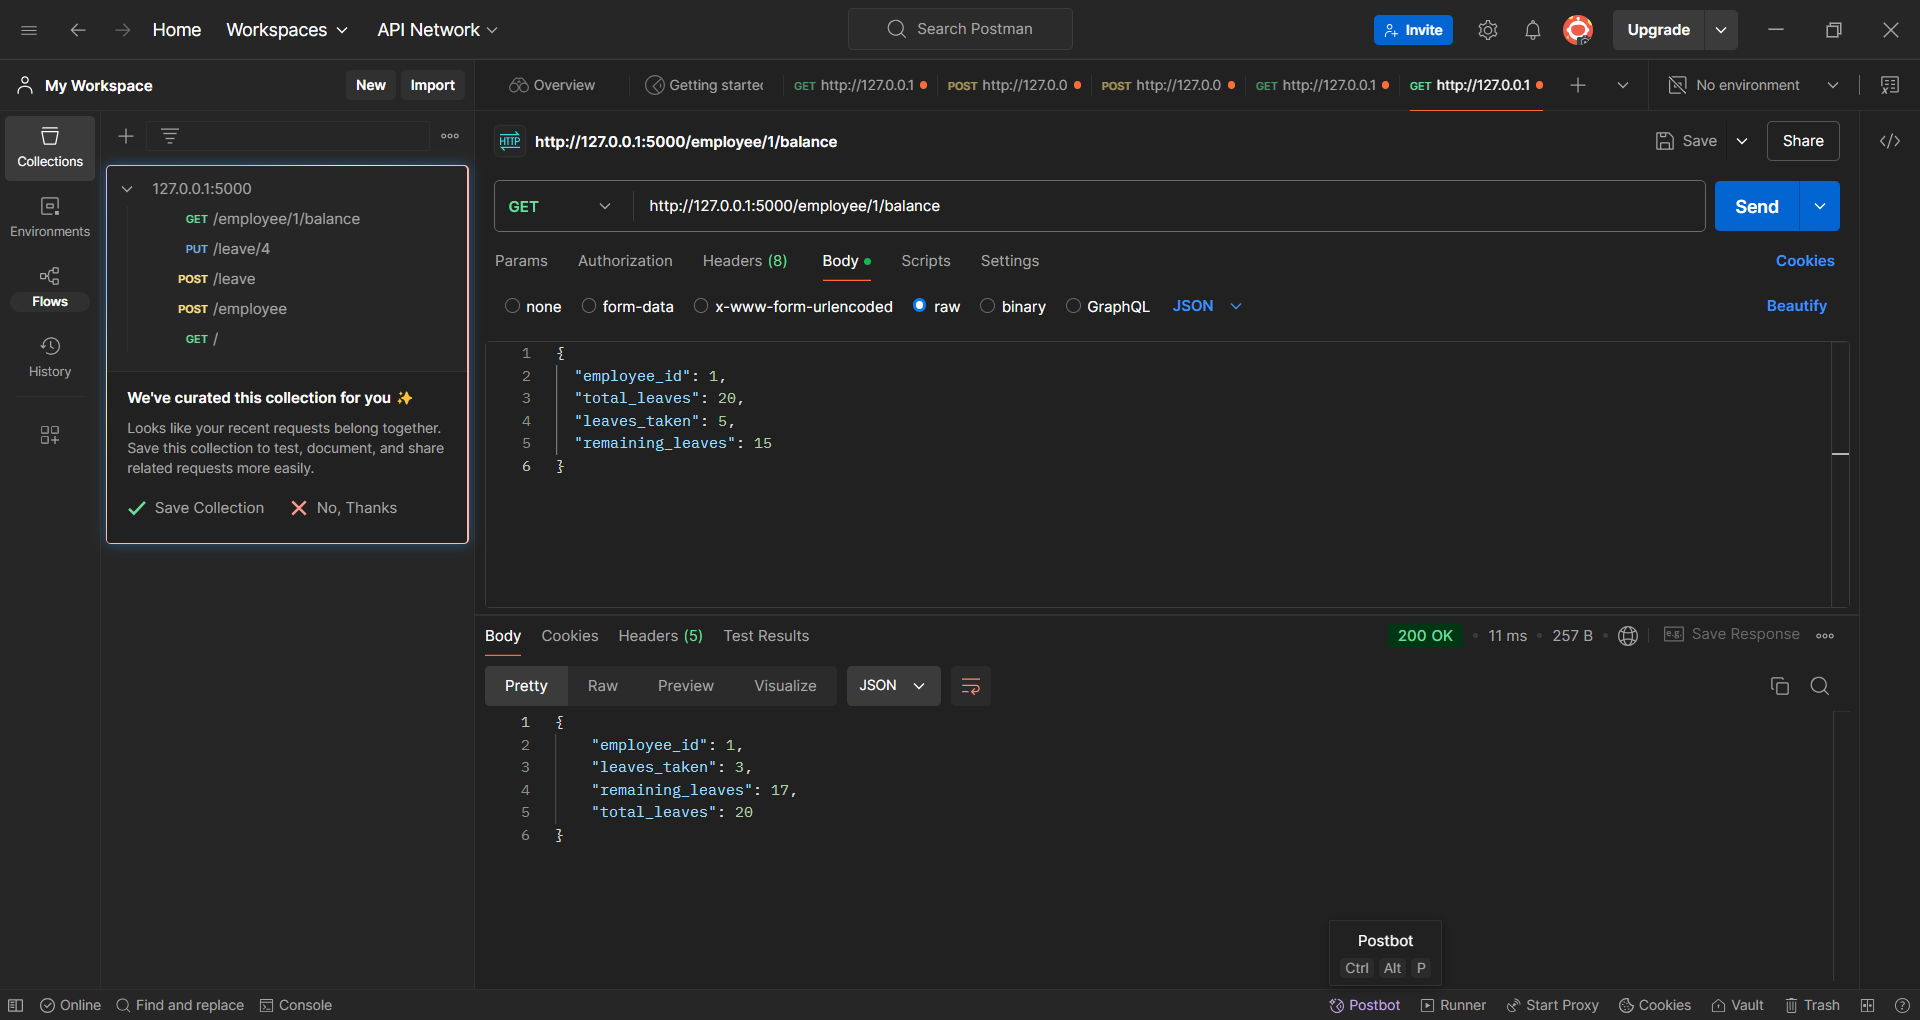 Home Workspaces API Network Search Postman Invite Upgrade
My Workspace New Import Overview Getting started GET http://127.0.0.1 POST http://127.0.0 POST http://127.0.0 GET http://127.0.0.1 GET http://127.0.0.1 No environment
Collections
Environments
Flows
History
127.0.0.1:5000
GET /employee/1/balance
PUT /leave/4
POST /leave
POST /employee
GET /
We've curated this collection for you ✨
Looks like your recent requests belong together.
Save this collection to test, document, and share
related requests more easily.
Save Collection No, Thanks
HTTP http://127.0.0.1:5000/employee/1/balance Save Share
GET http://127.0.0.1:5000/employee/1/balance Send
Params Authorization Headers (8) Body Scripts Settings Cookies
none form-data x-www-form-urlencoded raw binary GraphQL JSON Beautify
1 {
2 "employee_id": 1,
3 "total_leaves": 20,
4 "leaves_taken": 5,
5 "remaining_leaves": 15
6 }
Body Cookies Headers (5) Test Results 200 OK 11 ms 257 B e.g. Save Response
Pretty Raw Preview Visualize JSON
1 {
2 "employee_id": 1,
3 "leaves_taken": 3,
4 "remaining_leaves": 17,
5 "total_leaves": 20
6 }
Postbot
Ctrl Alt P
Online Find and replace Console Postbot Runner Start Proxy Cookies Vault Trash